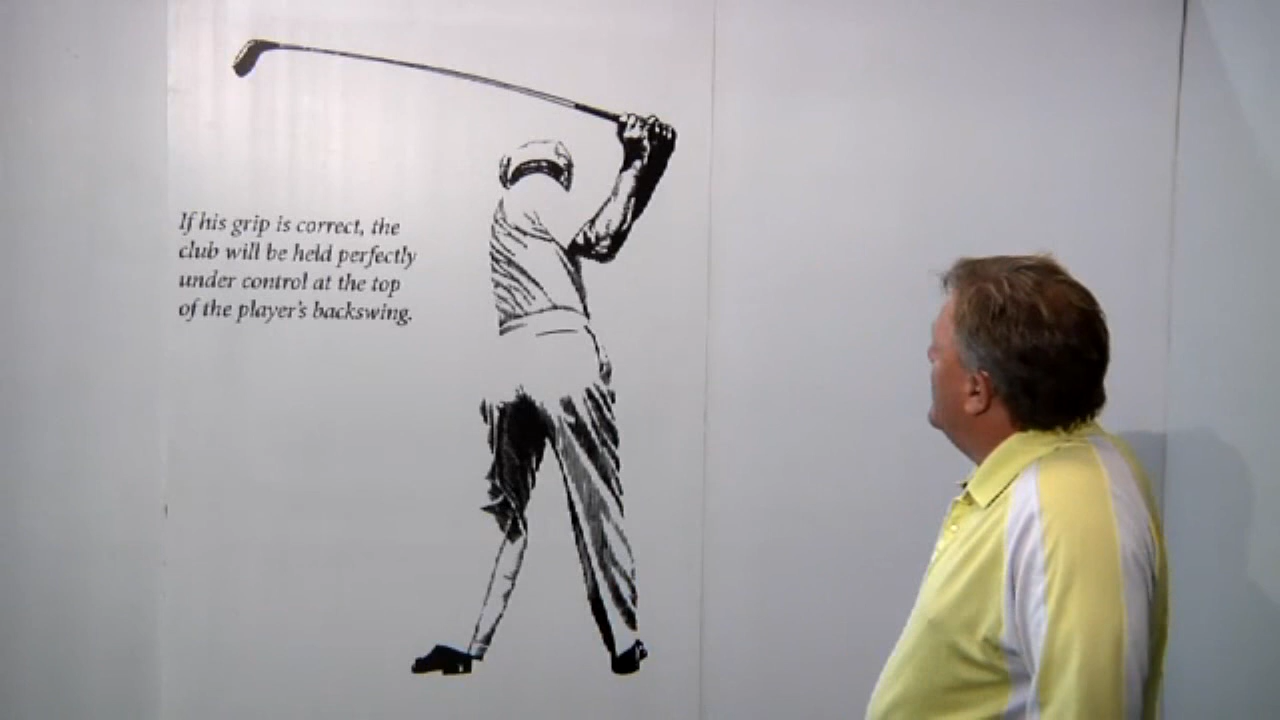 If his grip is correct, the
club will be held perfectly
under control at the top
of the player's backswing.